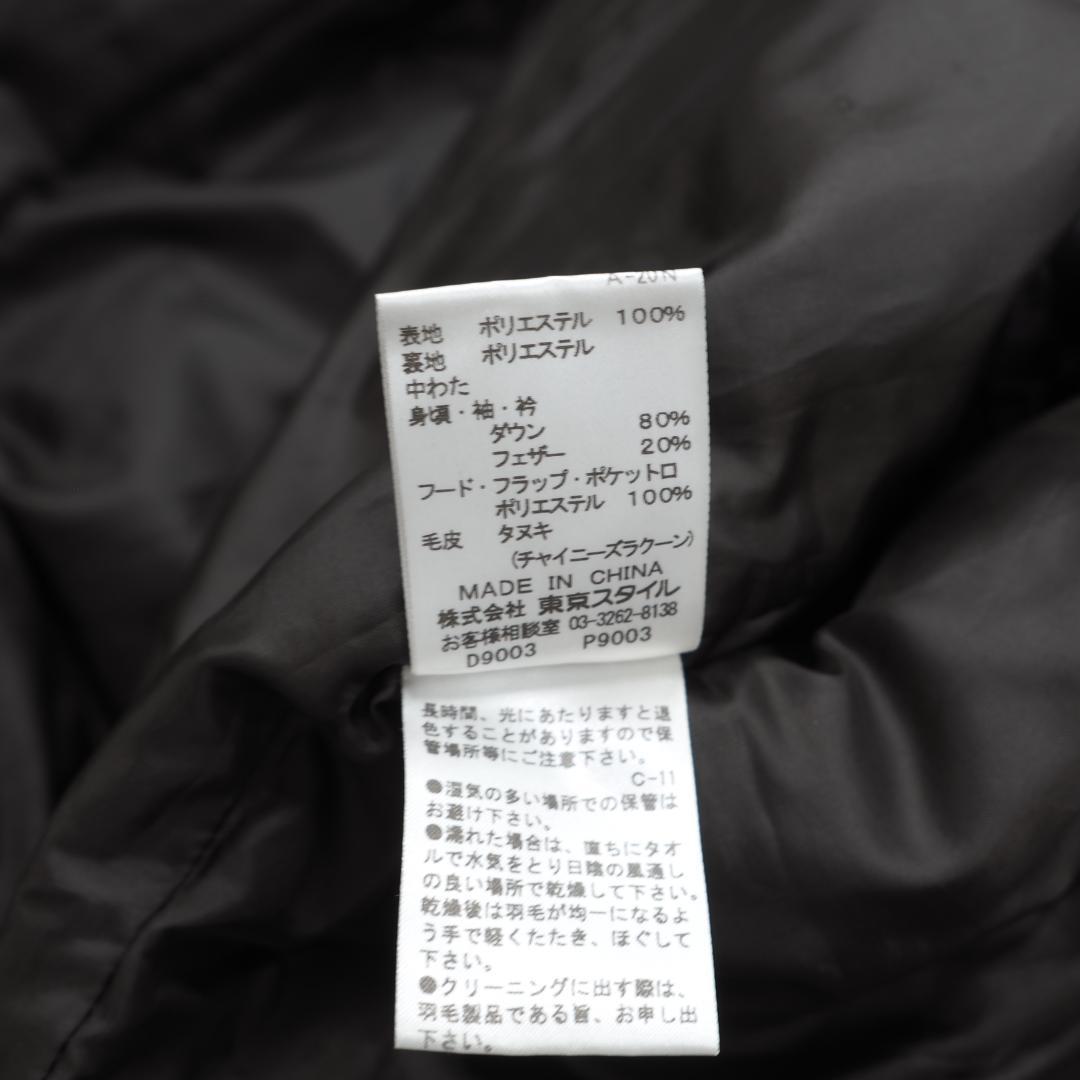 A-20N
表地 ポリエステル 100%
裏地 ポリエステル
中わた
身頃・袖・衿
ダウン 80%
フェザー 20%
フード・フラップ・ポケット口
ポリエステル 100%
毛皮 タヌキ
(チャイニーズラクーン)
MADE IN CHINA
株式会社 東京スタイル
お客様相談室 03-3262-8138
D9003 P9003
長時間、光にあたりますと退
色することがありますので保
管場所等にご注意下さい。
C-11
●湿気の多い場所での保管は
お避け下さい。
●濡れた場合は、直ちにタオ
ルで水気をとり日陰の風通し
の良い場所で乾燥して下さい。
乾燥後は羽毛が均一になるよ
う手で軽くたたき、ほぐして
下さい。
●クリーニングに出す際は、
羽毛製品である旨、お申し出
下さい。